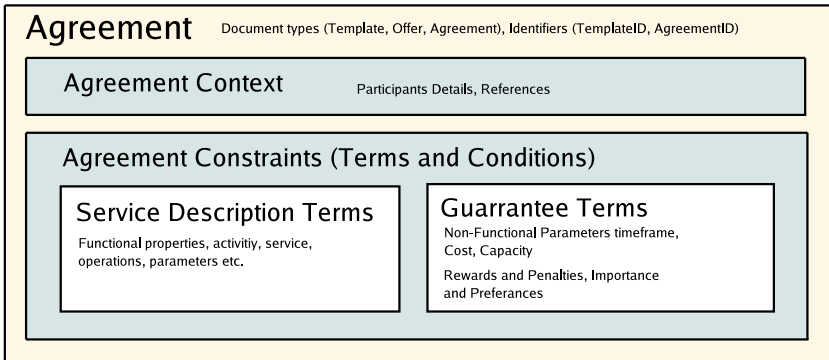 Agreement Document types (Template, Offer, Agreement), Identifiers (TemplateID, AgreementID)
Agreement Context Participants Details, References
Agreement Constraints (Terms and Conditions)
Service Description Terms
Functional properties, activitiy, service,
operations, parameters etc.
Guarrantee Terms
Non-Functional Parameters timeframe,
Cost, Capacity
Rewards and Penalties, Importance
and Preferances